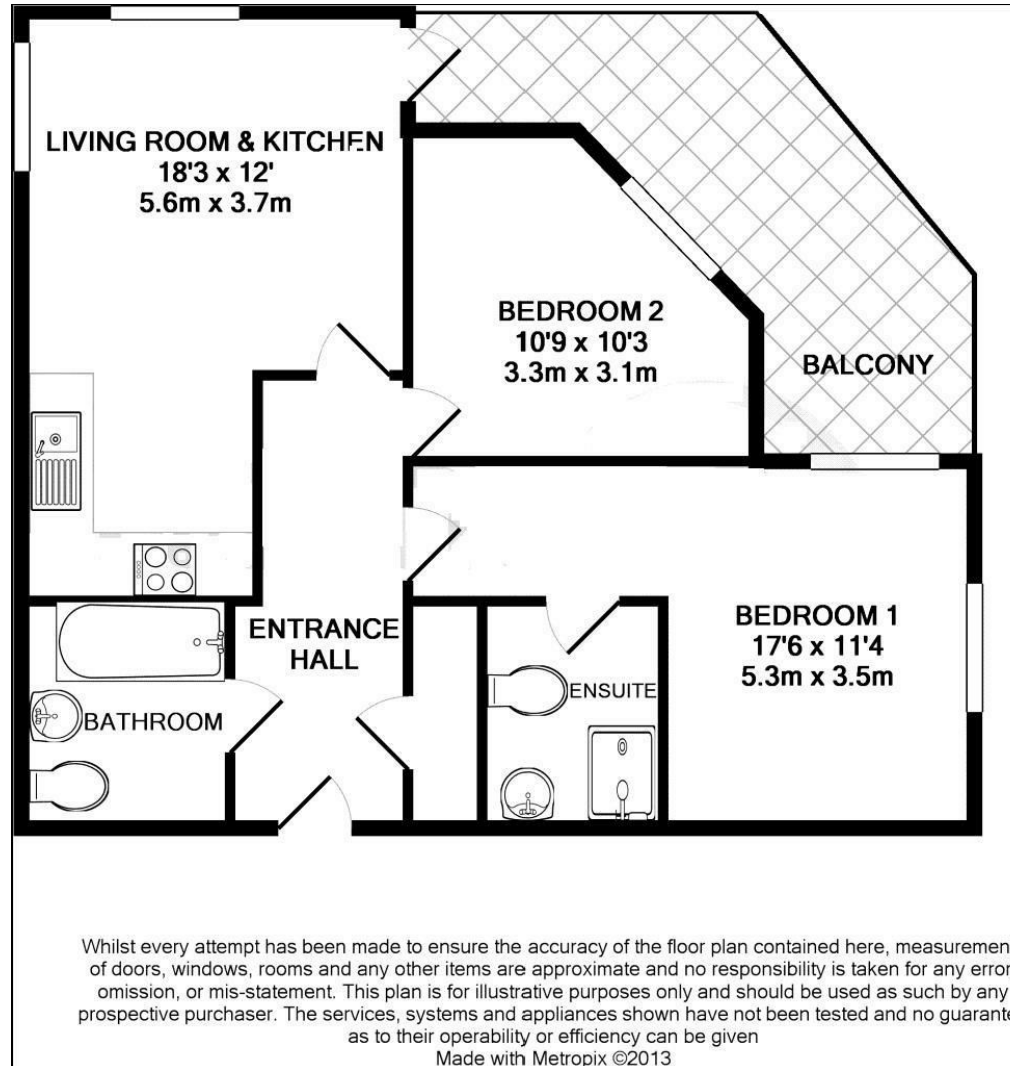 LIVING ROOM & KITCHEN
18'3 x 12'
5.6m x 3.7m
BEDROOM 2
10'9 x 10'3
3.3m x 3.1m
BALCONY
ENTRANCE
HALL
BEDROOM 1
17'6 x 11'4
5.3m x 3.5m
ENSUITE
BATHROOM
Whilst every attempt has been made to ensure the accuracy of the floor plan contained here, measuremen
of doors, windows, rooms and any other items are approximate and no responsibility is taken for any error
omission, or mis-statement. This plan is for illustrative purposes only and should be used as such by any
prospective purchaser. The services, systems and appliances shown have not been tested and no guarante
as to their operability or efficiency can be given
Made with Metropix ©2013